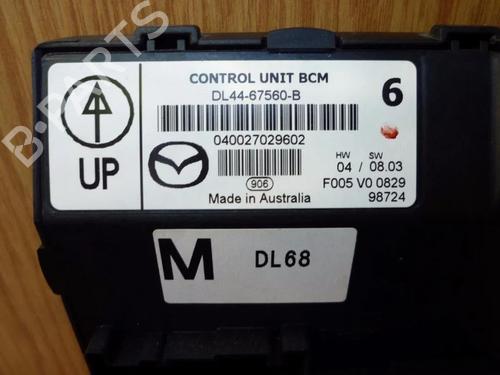 CONTROL UNIT BCM
DL44-67560-B
6
040027029602
UP
HW SW
04 / 08.03
906
F005 V0 0829
Made in Australia
98724
M
DL68
B-PARTS